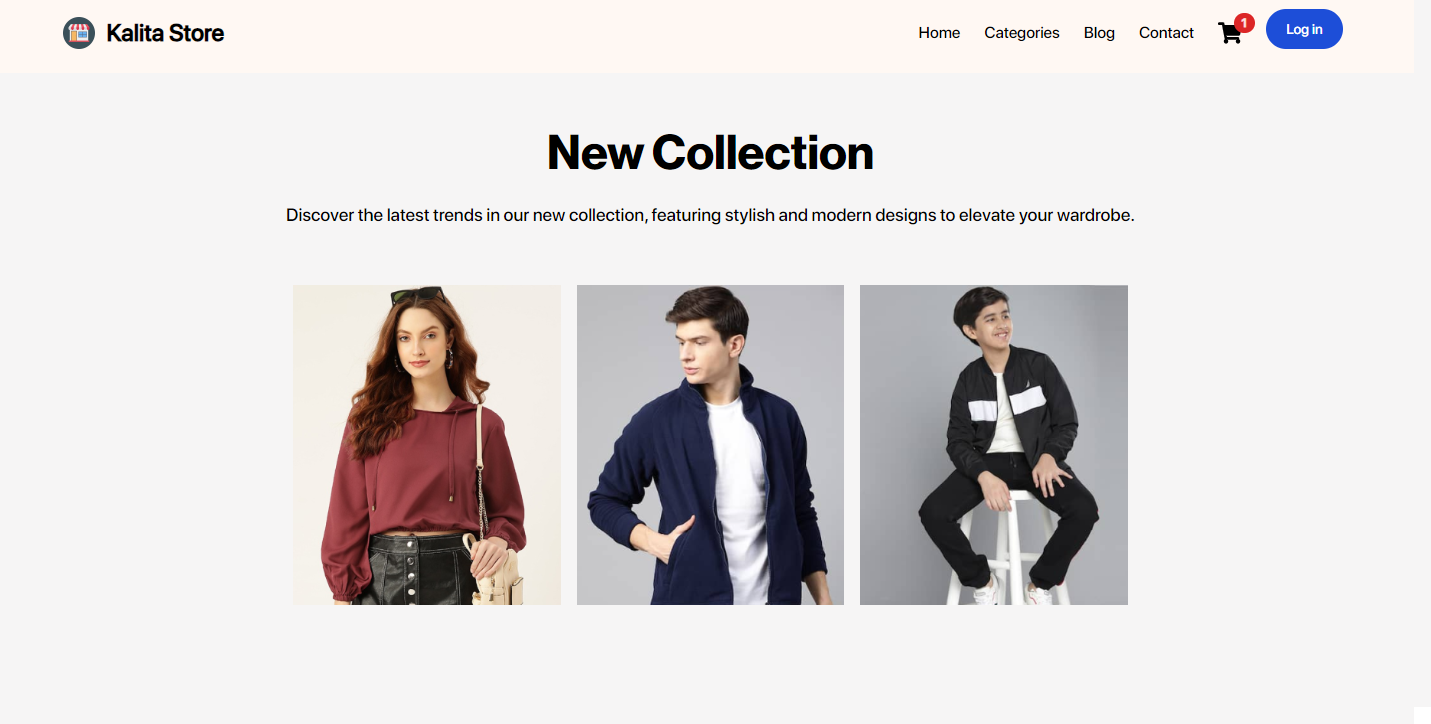 Kalita Store
Home Categories Blog Contact 1 Log in
New Collection
Discover the latest trends in our new collection, featuring stylish and modern designs to elevate your wardrobe.